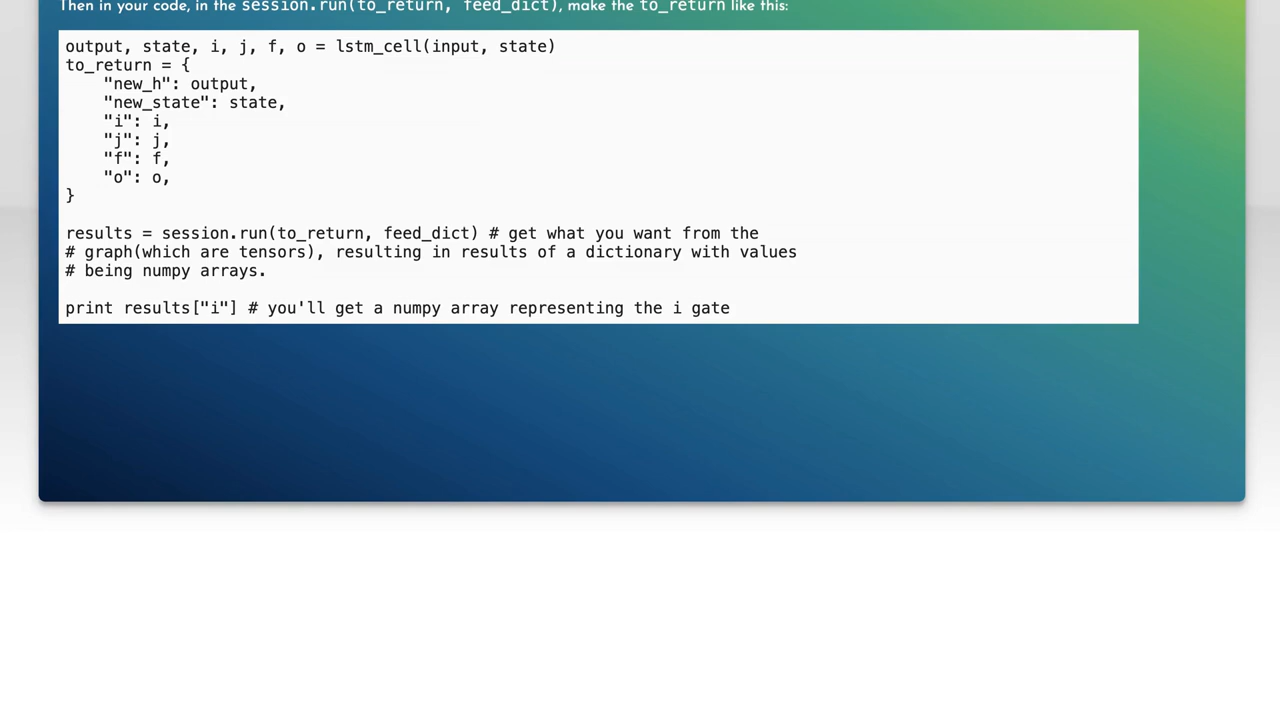 Then in your code, in the session.run(to_return, feed_dict), make the to_return like this:
output, state, i, j, f, o = lstm_cell(input, state)
to_return = {
    "new_h": output,
    "new_state": state,
    "i": i,
    "j": j,
    "f": f,
    "o": o,
}
results = session.run(to_return, feed_dict) # get what you want from the
# graph(which are tensors), resulting in results of a dictionary with values
# being numpy arrays.
print results["i"] # you'll get a numpy array representing the i gate